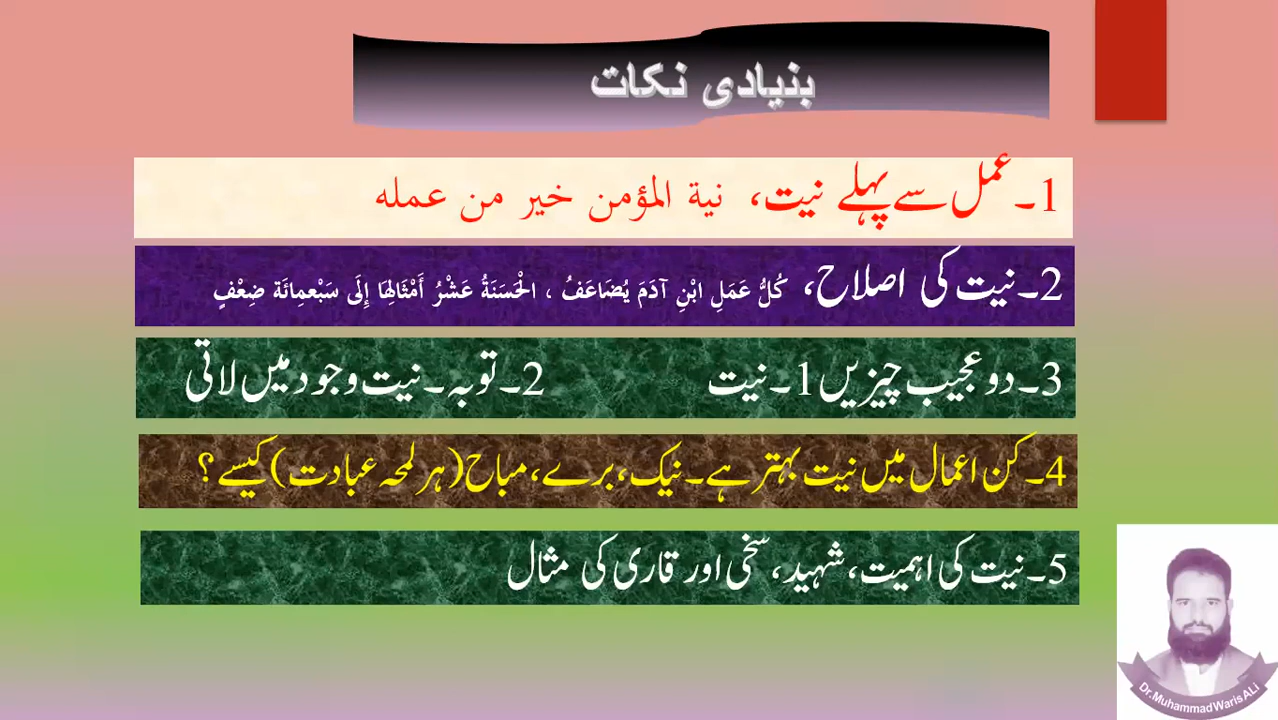 بنیادی نکات
1۔عمل سے پہلے نیت، نية المؤمن خير من عمله
2۔نیت کی اصلاح، كُلُّ عَمَلِ ابْنِ آدَمَ يُضَاعَفُ ، الْحَسَنَةُ عَشْرُ أَمْثَالِهَا إِلَى سَبْعمِائَة ضِعْفٍ
3۔دو عجیب چیزیں 1۔نیت 2۔توبہ۔نیت وجود میں لاتی
4۔کن اعمال میں نیت بہتر ہے۔نیک، برے، مباح (ہر لمحہ عبادت) کیسے؟
5۔نیت کی اہمیت، شہید، سخی اور قاری کی مثال
Dr.Muhammad Waris ALi